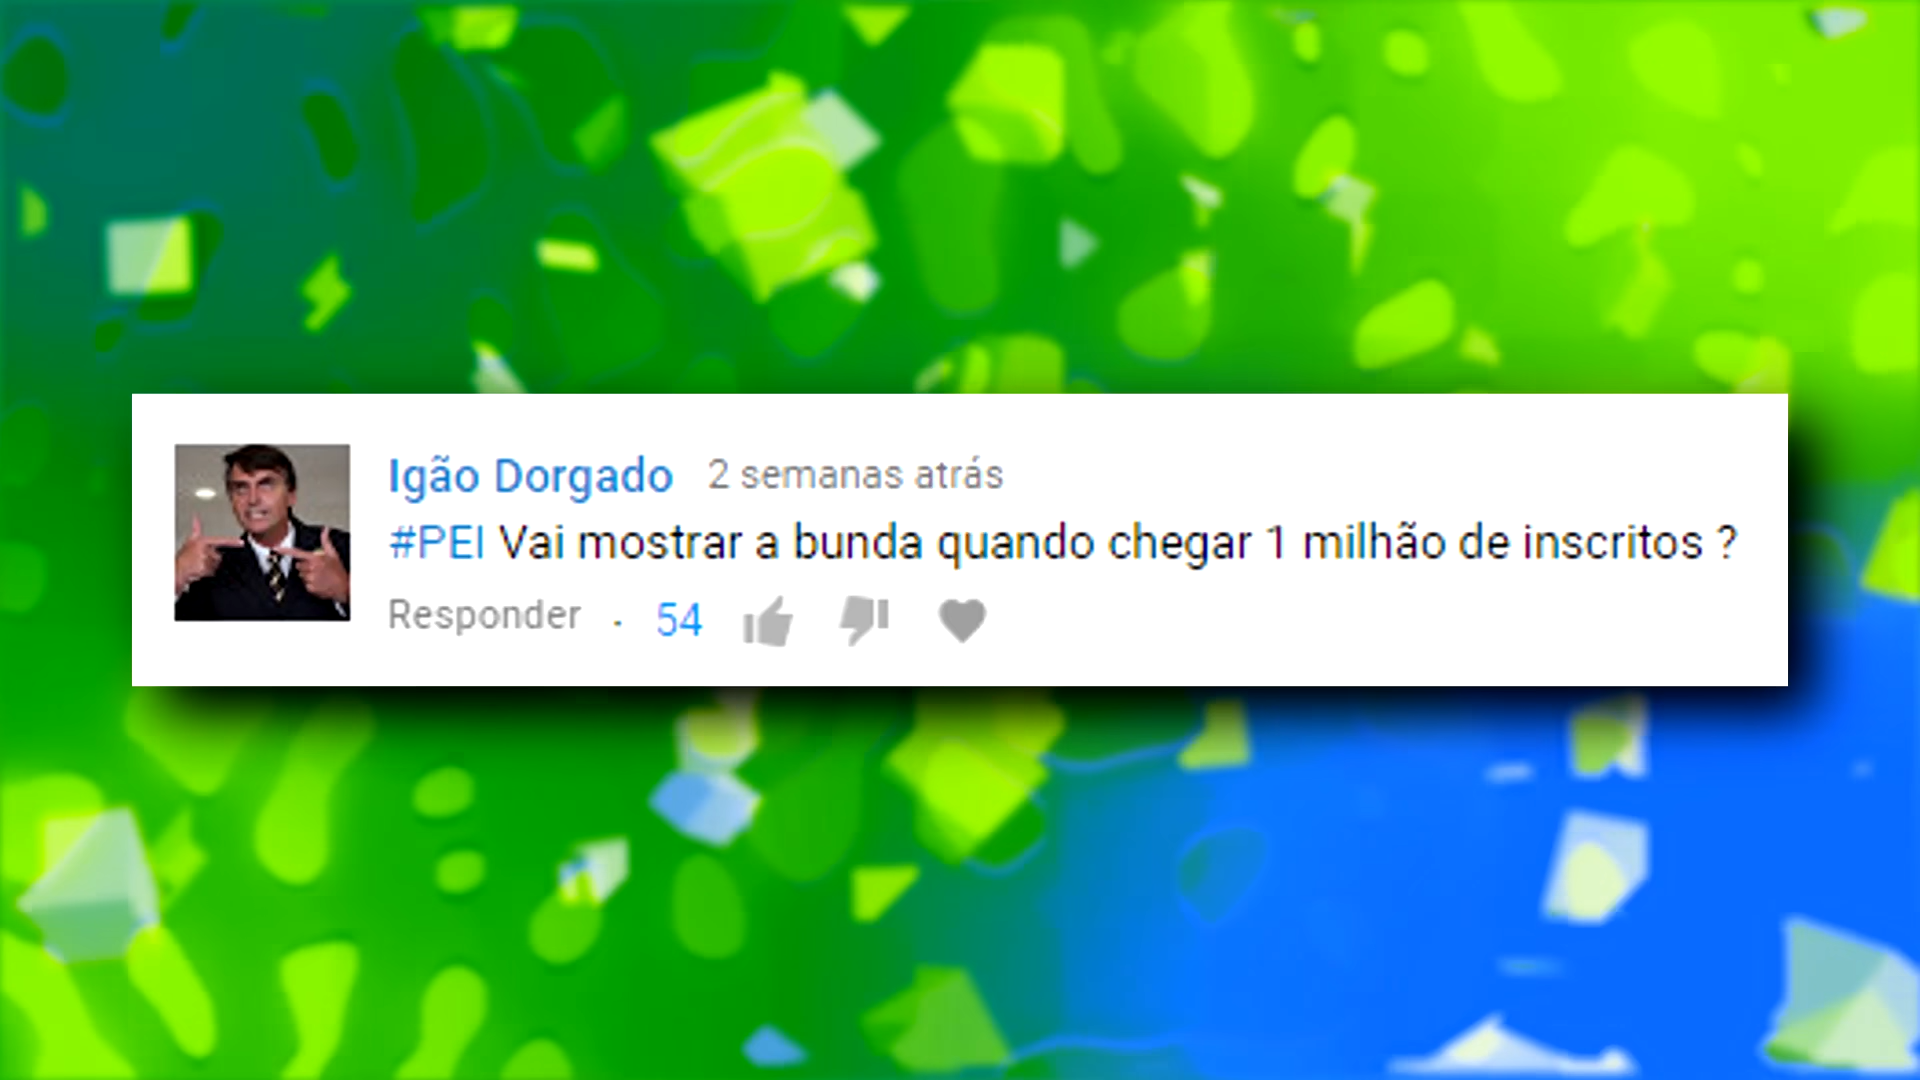 Igão Dorgado 2 semanas atrás
#PEI Vai mostrar a bunda quando chegar 1 milhão de inscritos ?
Responder . 54